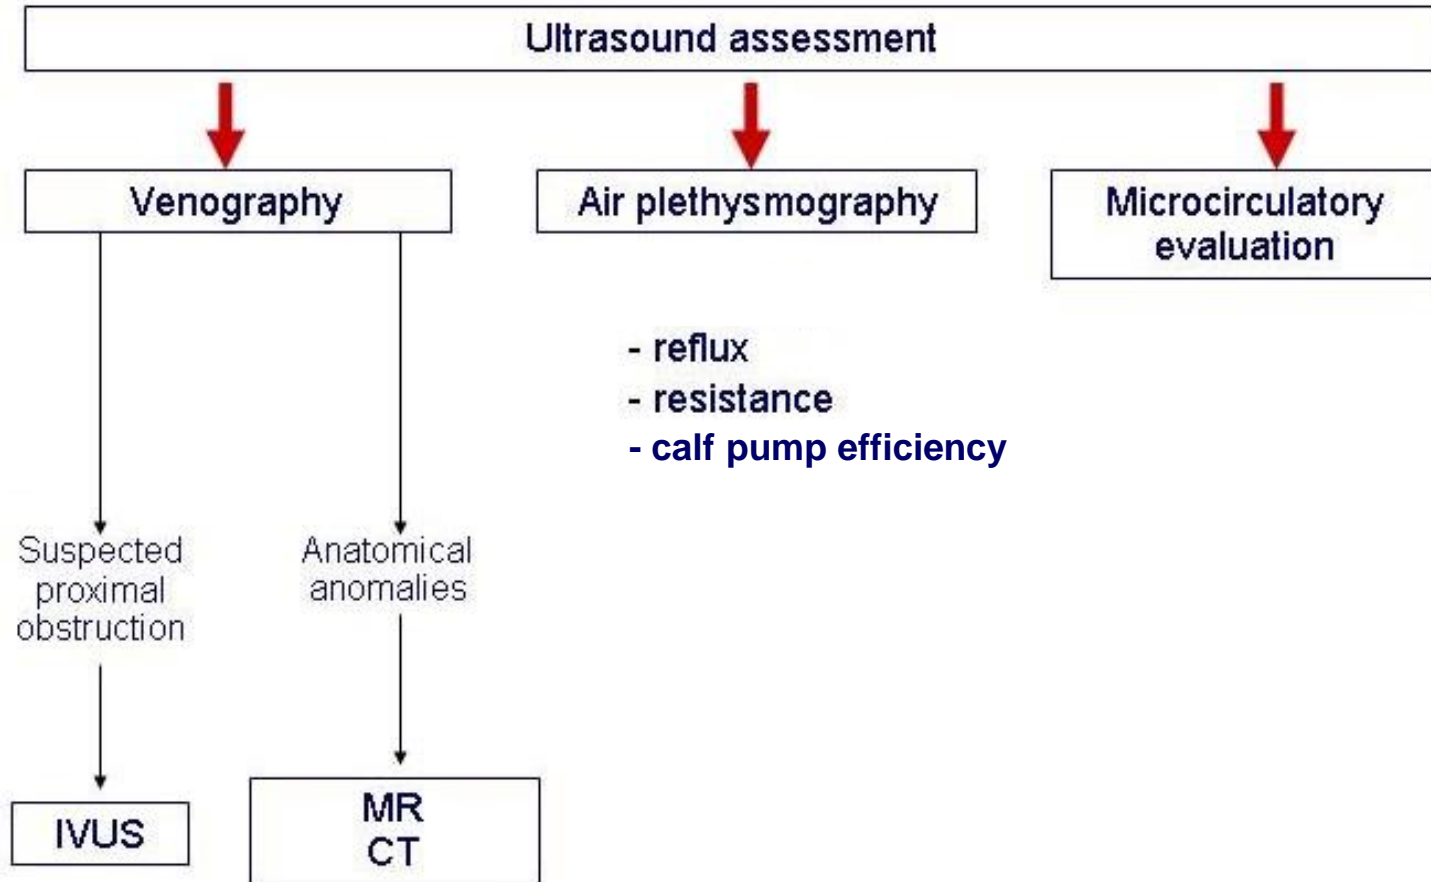 Ultrasound assessment
Venography
Air plethysmography
Microcirculatory
evaluation
- reflux
- resistance
- calf pump efficiency
Suspected
proximal
obstruction
Anatomical
anomalies
IVUS
MR
CT